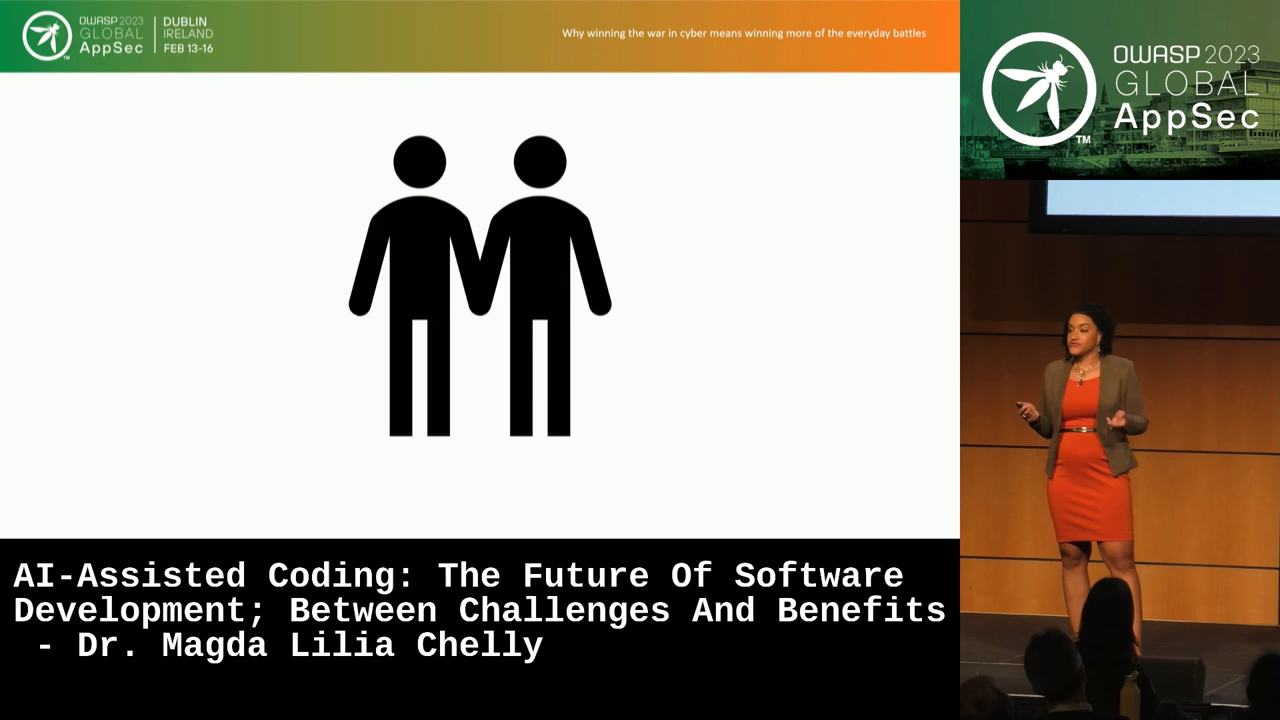 OWASP 2023
GLOBAL
AppSec
TM
DUBLIN
IRELAND
FEB 13-16
Why winning the war in cyber means winning more of the everyday battles
OWASP 2023
GLOBAL
AppSec
TM
AI-Assisted Coding: The Future Of Software
Development; Between Challenges And Benefits
- Dr. Magda Lilia Chelly